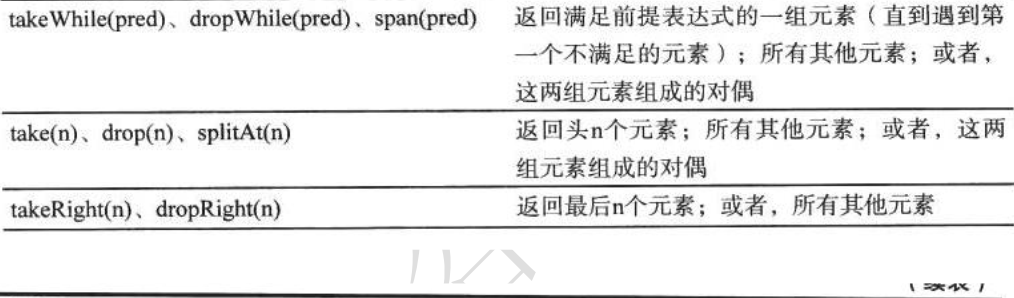 takeWhile(pred)、dropWhile(pred)、span(pred) 返回满足前提表达式的一组元素（直到遇到第
一个不满足的元素）；所有其他元素；或者，
这两组元素组成的对偶
take(n)、drop(n)、splitAt(n) 返回头n个元素；所有其他元素；或者，这两
组元素组成的对偶
takeRight(n)、dropRight(n) 返回最后n个元素；或者，所有其他元素